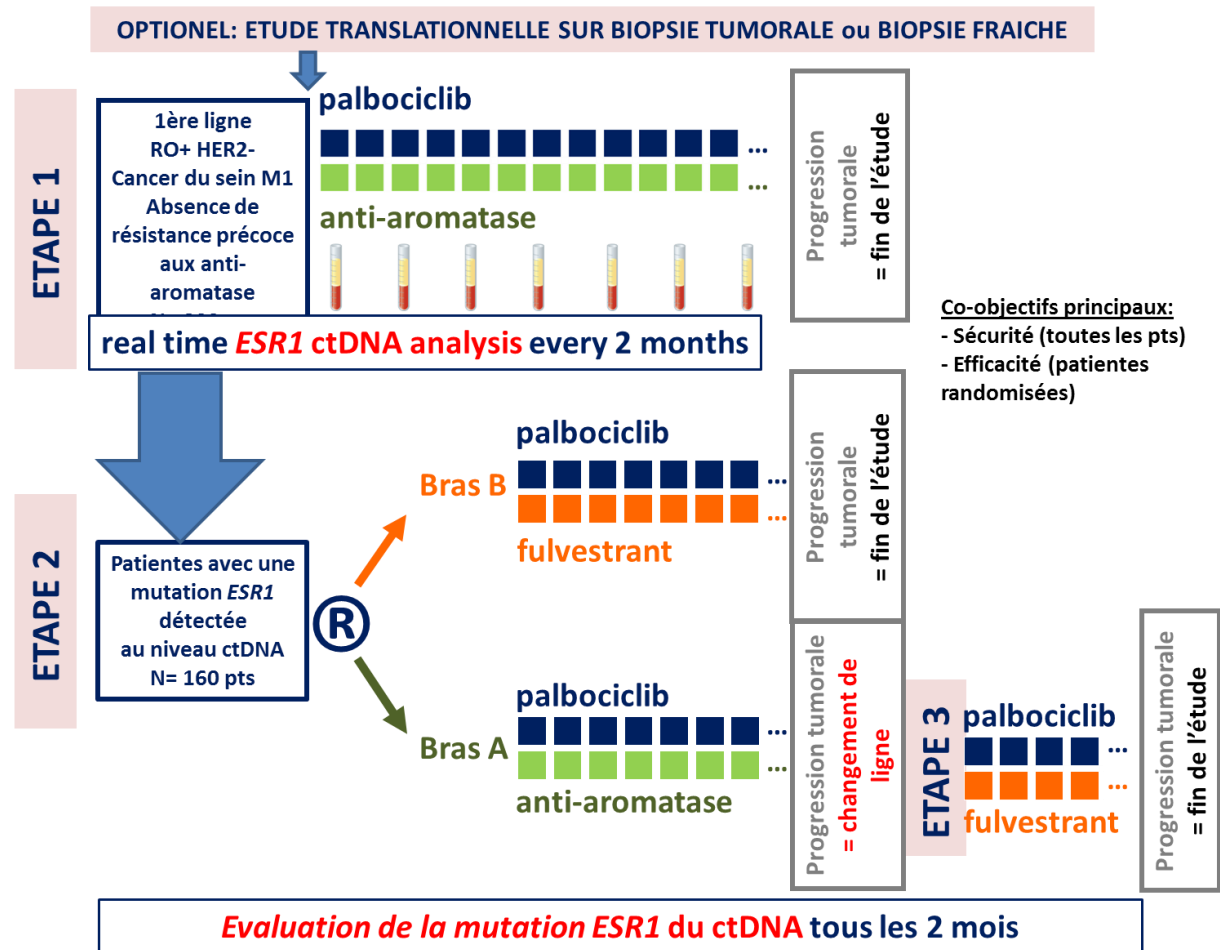 OPTIONEL: ETUDE TRANSLATIONNELLE SUR BIOPSIE TUMORALE ou BIOPSIE FRAICHE
ETAPE 1
1ère ligne
RO+ HER2-
Cancer du sein M1
Absence de
résistance précoce
aux anti-
aromatase
palbociclib
...
...
anti-aromatase
Progression
tumorale
= fin de l'étude
real time ESR1 ctDNA analysis every 2 months
Co-objectifs principaux:
- Sécurité (toutes les pts)
- Efficacité (patientes
randomisées)
ETAPE 2
Patientes avec une
mutation ESR1
détectée
au niveau ctDNA
N= 160 pts
R
Bras B
palbociclib
...
...
fulvestrant
Progression
tumorale
= fin de l'étude
Bras A
palbociclib
...
...
anti-aromatase
Progression tumorale
= changement de
ligne
ETAPE 3
palbociclib
...
...
fulvestrant
Progression tumorale
= fin de l'étude
Evaluation de la mutation ESR1 du ctDNA tous les 2 mois